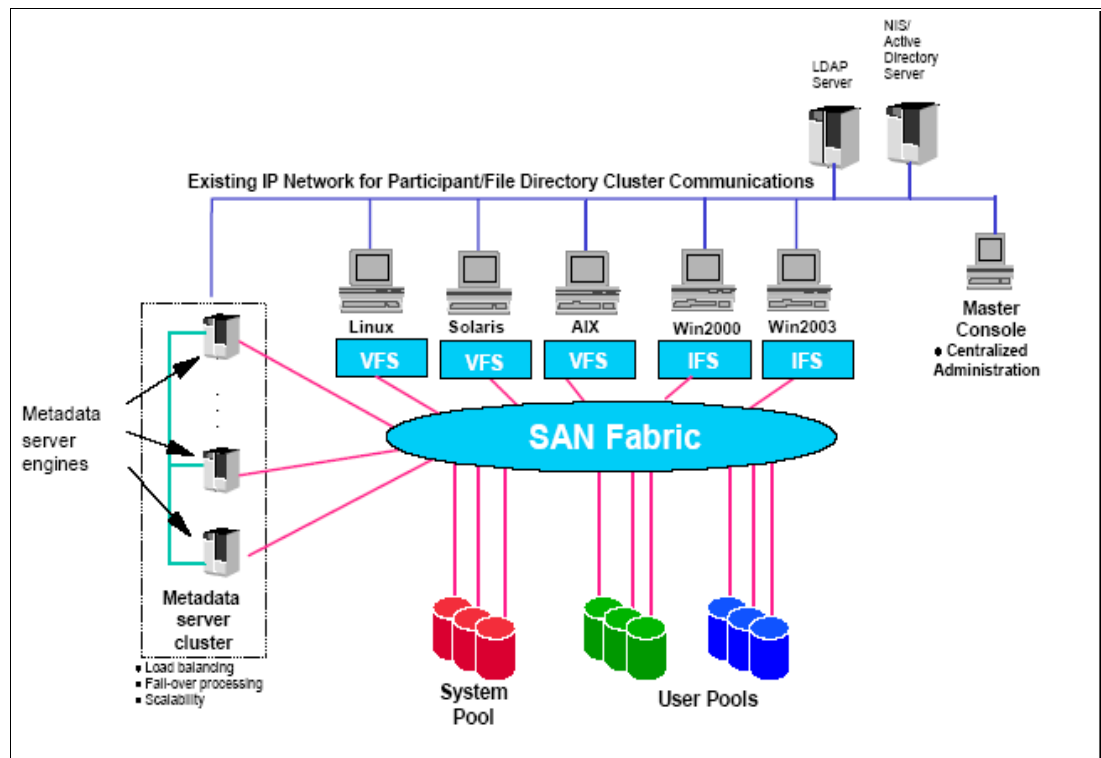 NIS/
Active
Directory
Server
LDAP
Server
Existing IP Network for Participant/File Directory Cluster Communications
Linux
Solaris
AIX
Win2000
Win2003
VFS
VFS
VFS
IFS
IFS
Master
Console
• Centralized
Administration
SAN Fabric
Metadata
server
engines
Metadata
server
cluster
▪ Load balancing
▪ Fail-over processing
▪ Scalability
System
Pool
User Pools